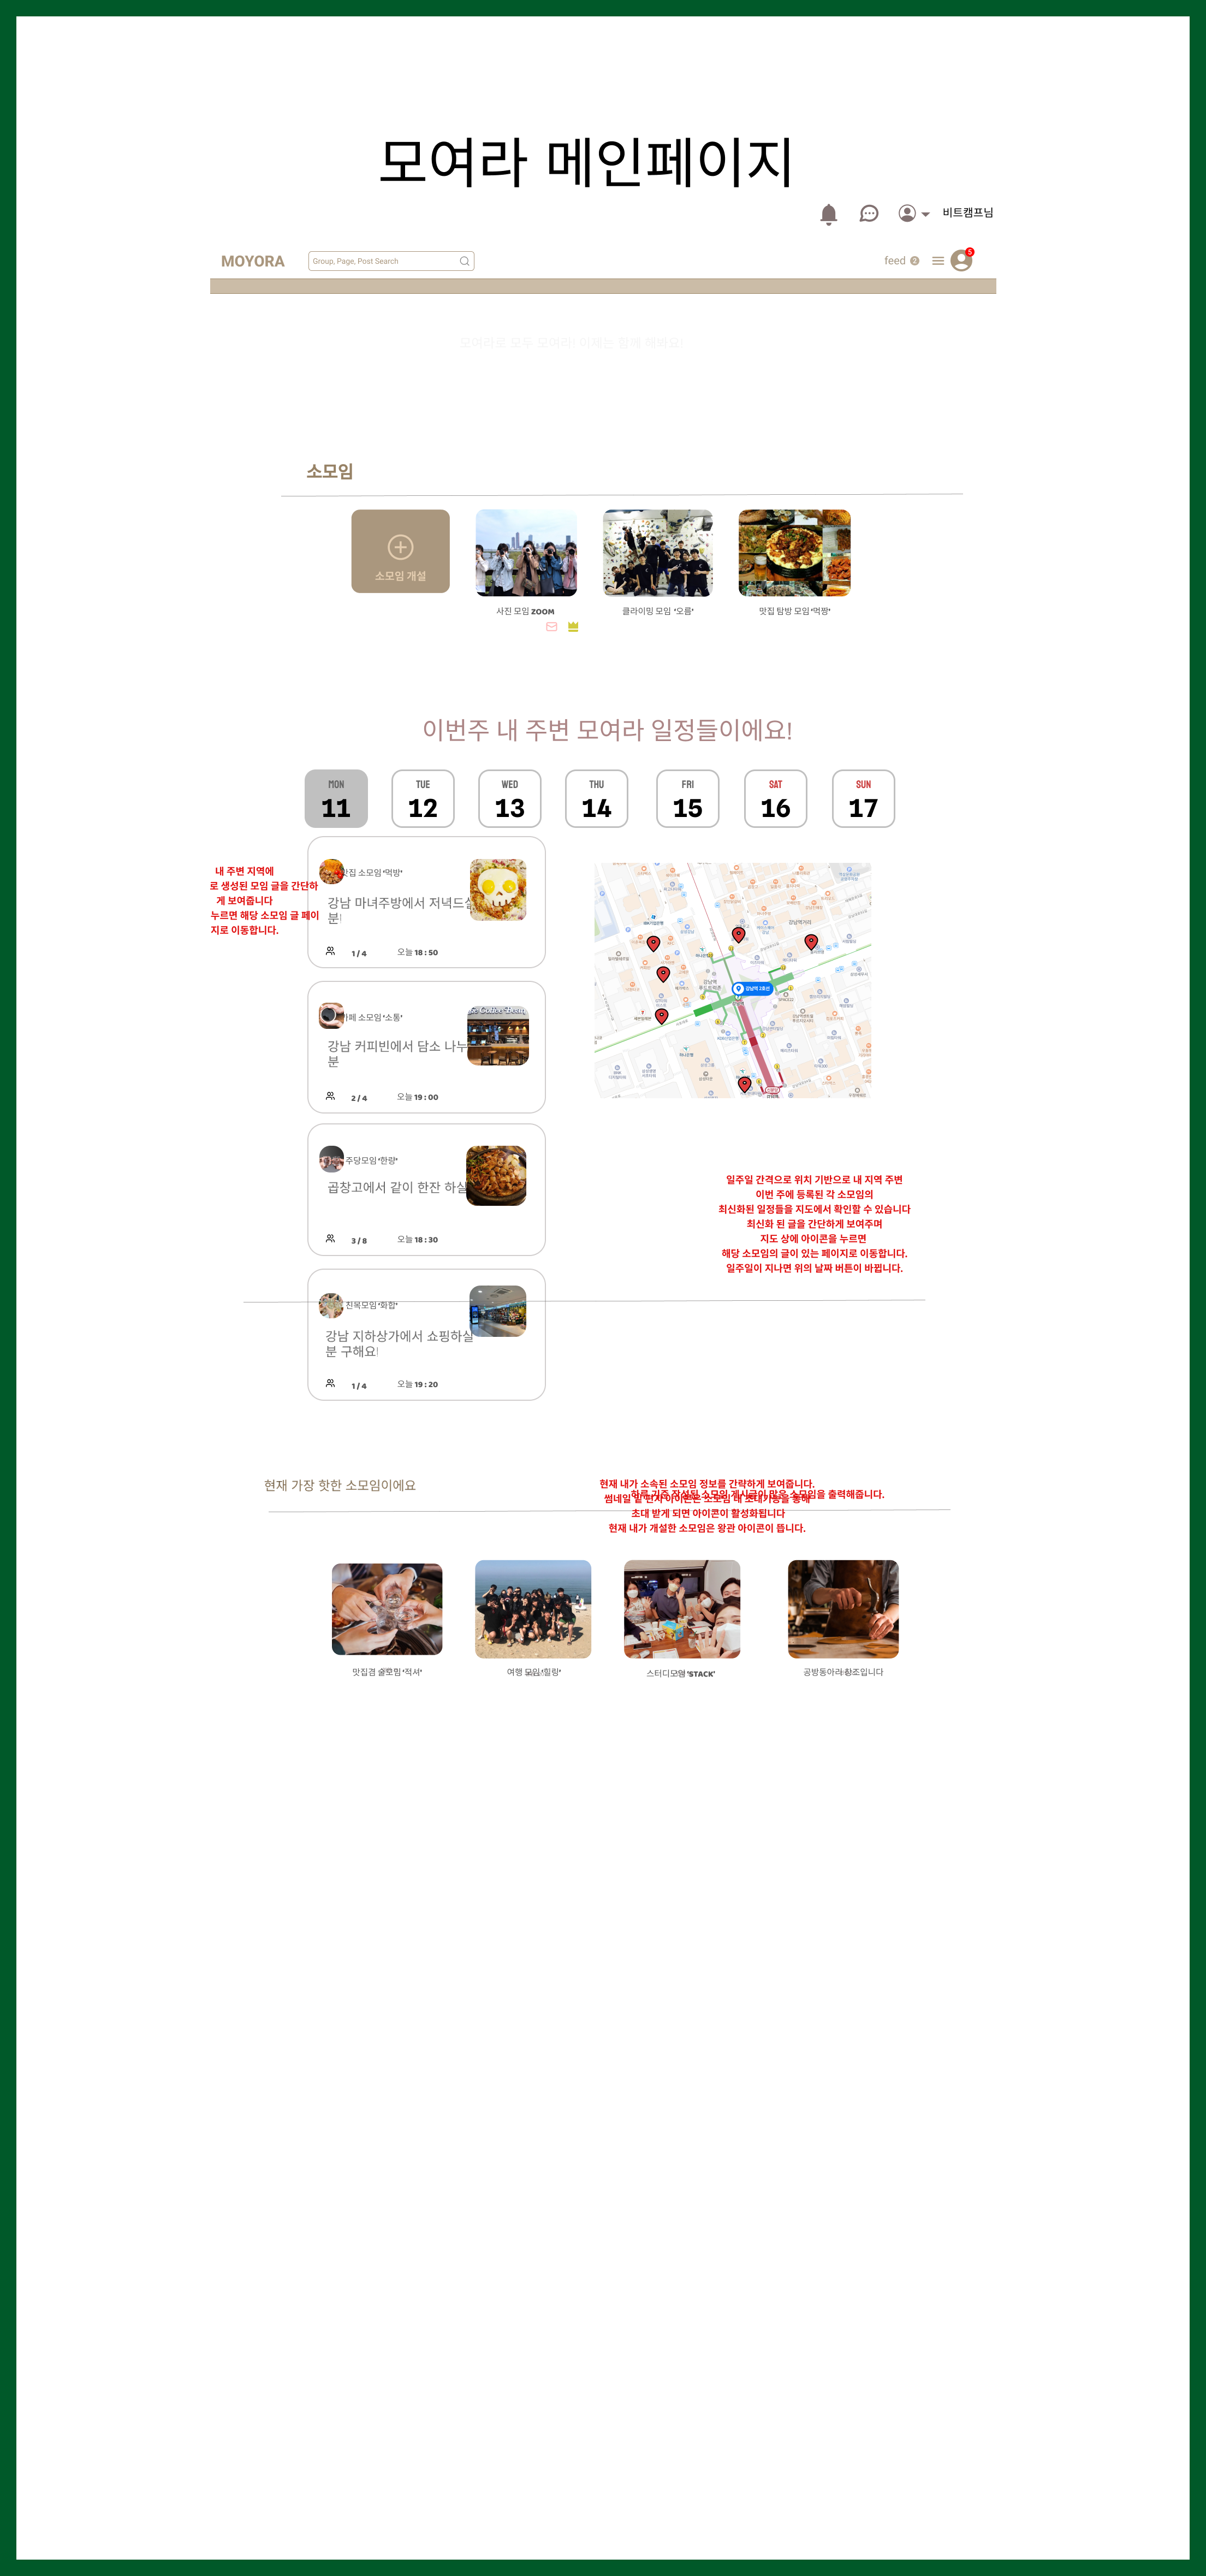 모여라 메인페이지
비트캠프님
MOYORA
Group, Page, Post Search
feed 2
5
모여라로 모두 모여라! 이제는 함께 해봐요!
소모임
소모임 개설
사진 모임 ZOOM
클라이밍 모임 '오름'
맛집 탐방 모임 '먹짱'
이번주 내 주변 모여라 일정들이에요!
MON
11
TUE
12
WED
13
THU
14
FRI
15
SAT
16
SUN
17
내 주변 지역에
로 생성된 모임 글을 간단하
게 보여줍니다
누르면 해당 소모임 글 페이
지로 이동합니다.
맛집 소모임 '먹방'
강남 마녀주방에서 저녁드실
분!
1 / 4
오늘 18 : 50
강남역 2호선
카페 소모임 '소통'
The Coffee Bean
강남 커피빈에서 담소 나누
분
2 / 4
오늘 19 : 00
주당모임 '한량'
곱창고에서 같이 한잔 하실
3 / 8
오늘 18 : 30
일주일 간격으로 위치 기반으로 내 지역 주변
이번 주에 등록된 각 소모임의
최신화된 일정들을 지도에서 확인할 수 있습니다
최신화 된 글을 간단하게 보여주며
지도 상에 아이콘을 누르면
해당 소모임의 글이 있는 페이지로 이동합니다.
일주일이 지나면 위의 날짜 버튼이 바뀝니다.
친목모임 '화합'
강남 지하상가에서 쇼핑하실
분 구해요!
1 / 4
오늘 19 : 20
현재 가장 핫한 소모임이에요
현재 내가 소속된 소모임 정보를 간략하게 보여줍니다.
하루 기준 작성된 소모임 게시글이 많은 소모임을 출력해줍니다.
썸네일 밑 편지 아이콘은 소모임 내 초대기능을 통해
초대 받게 되면 아이콘이 활성화됩니다
현재 내가 개설한 소모임은 왕관 아이콘이 뜹니다.
맛집겸 술모임 '적셔'
여행 모임 '힐링'
스터디모임 'STACK'
공방동아리 창조입니다